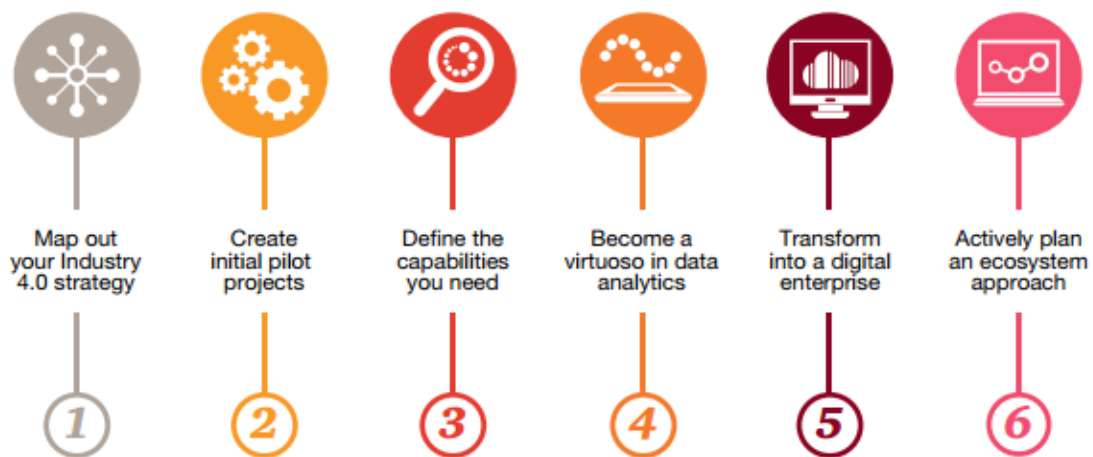 Map out
your Industry
4.0 strategy
1
Create
initial pilot
projects
2
Define the
capabilities
you need
3
Become a
virtuoso in data
analytics
4
Transform
into a digital
enterprise
5
Actively plan
an ecosystem
approach
6